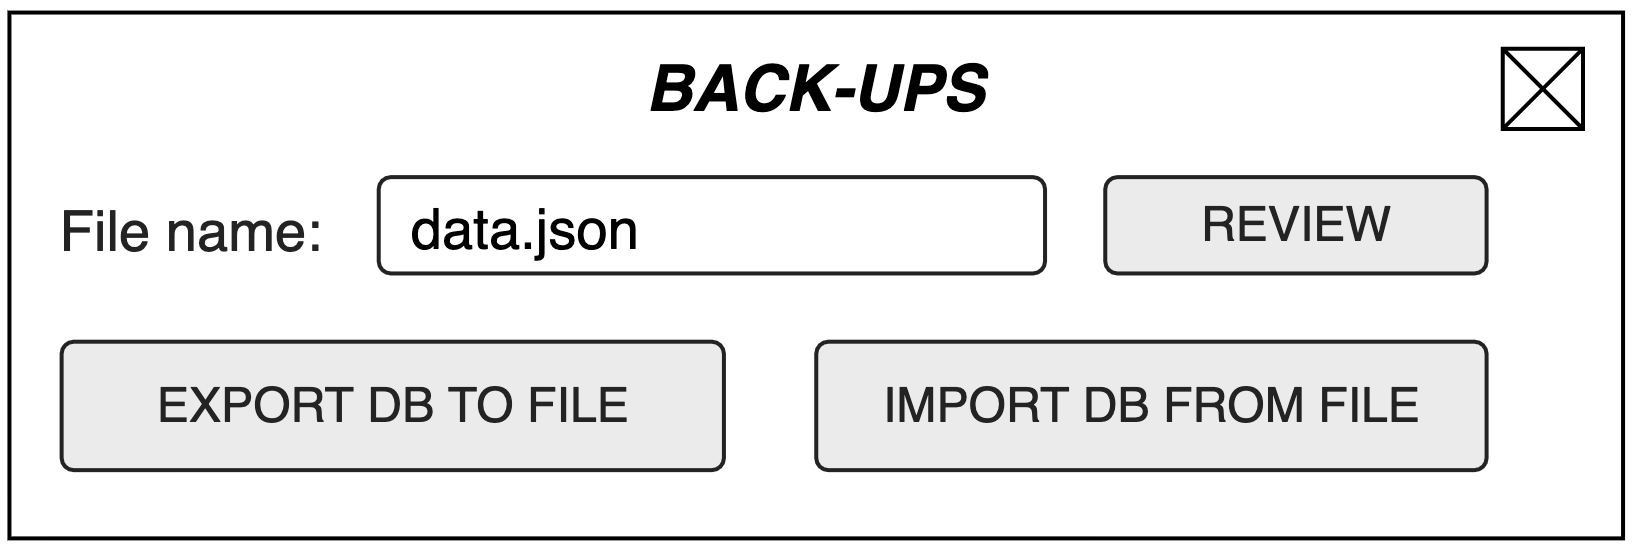 BACK-UPS
File name: data.json REVIEW
EXPORT DB TO FILE IMPORT DB FROM FILE